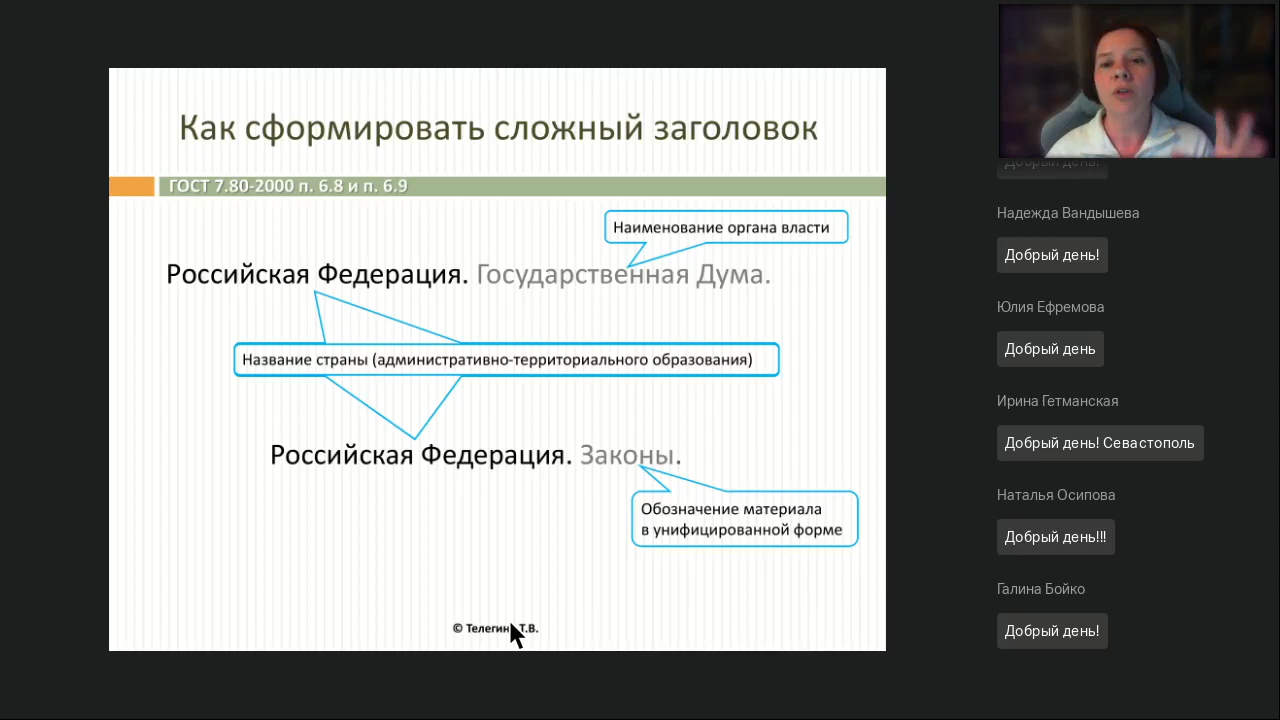 Как сформировать сложный заголовок
ГОСТ 7.80-2000 п. 6.8 и п. 6.9
Наименование органа власти
Российская Федерация. Государственная Дума.
Название страны (административно-территориального образования)
Российская Федерация. Законы.
Обозначение материала
в унифицированной форме
© Телегин Т.В.
Добрый день!
Надежда Вандышева
Добрый день!
Юлия Ефремова
Добрый день
Ирина Гетманская
Добрый день! Севастополь
Наталья Осипова
Добрый день!!!
Галина Бойко
Добрый день!